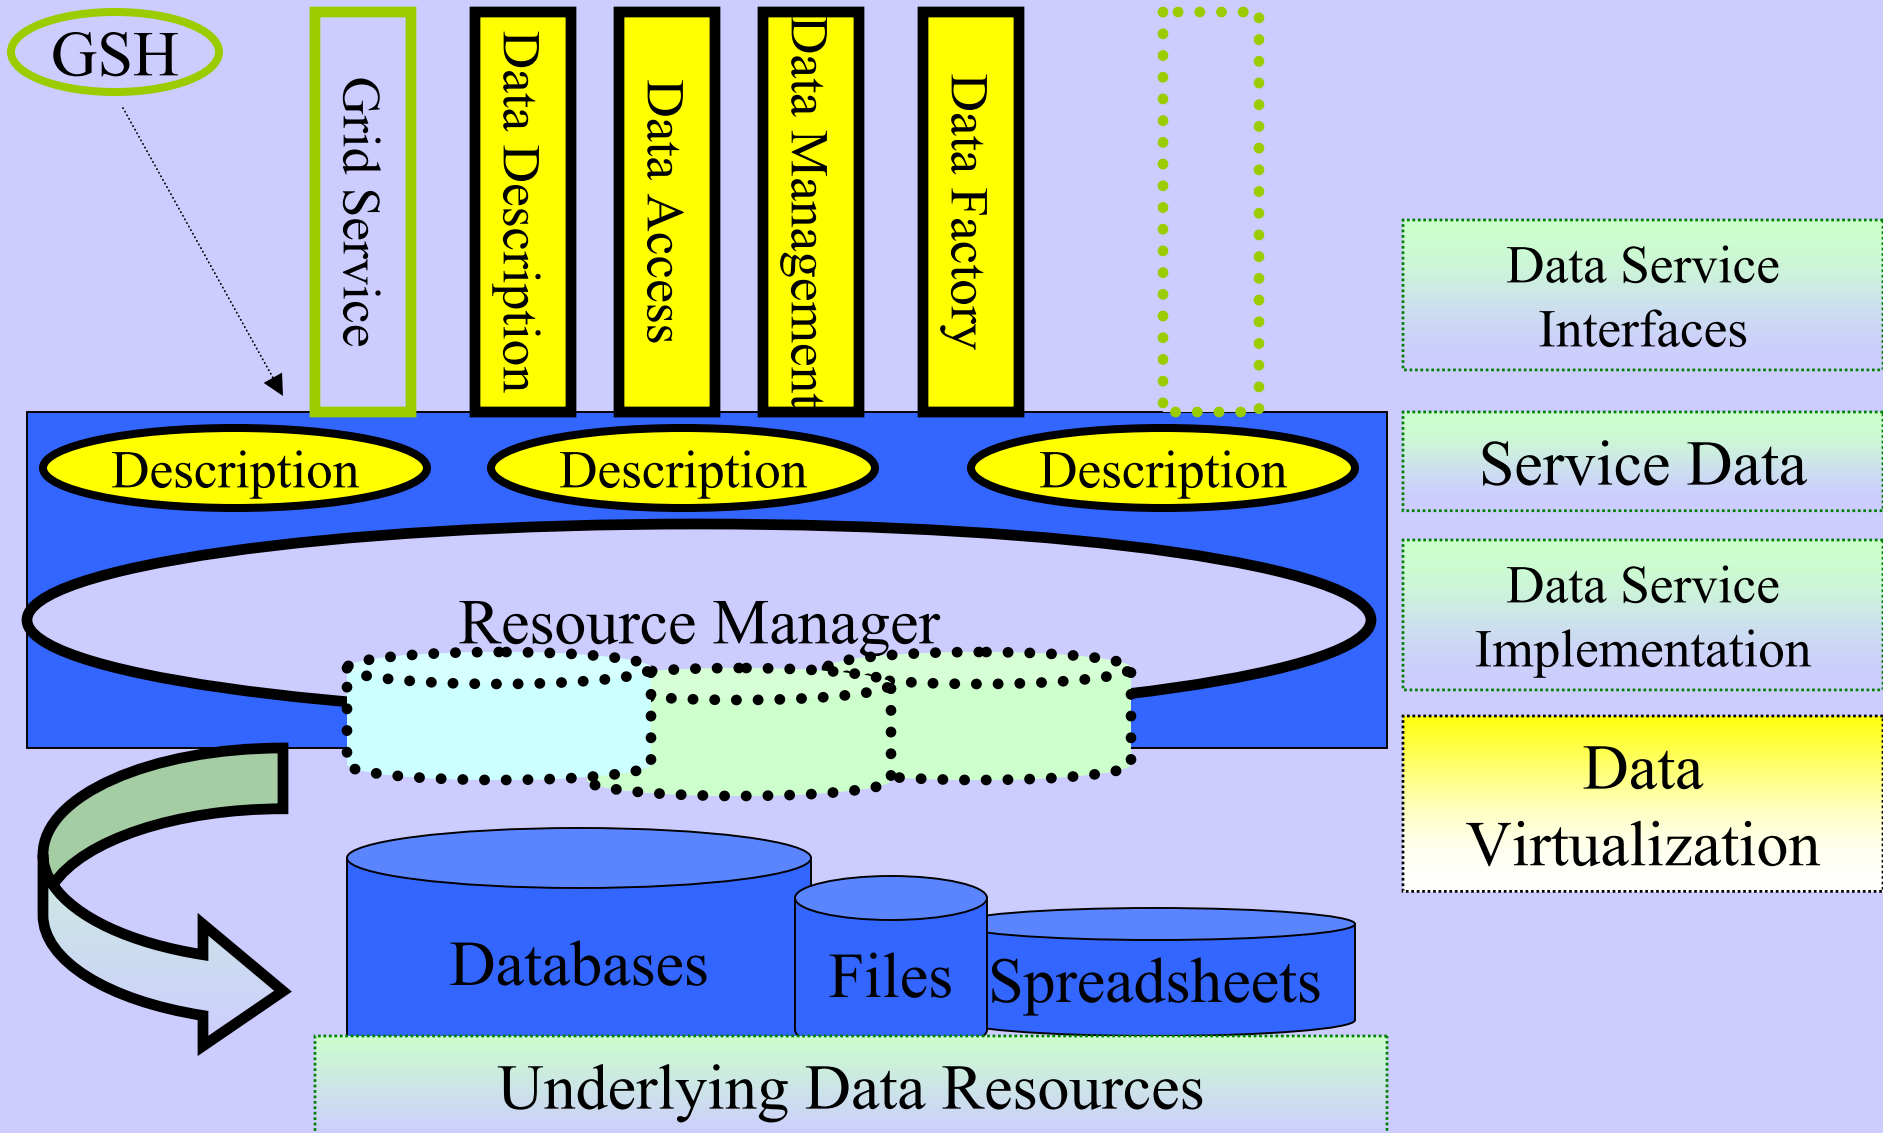 GSH
Grid Service
Data Description
Data Access
Data Management
Data Factory
Data Service
Interfaces
Description
Description
Description
Service Data
Resource Manager
Data Service
Implementation
Data
Virtualization
Databases
Files
Spreadsheets
Underlying Data Resources